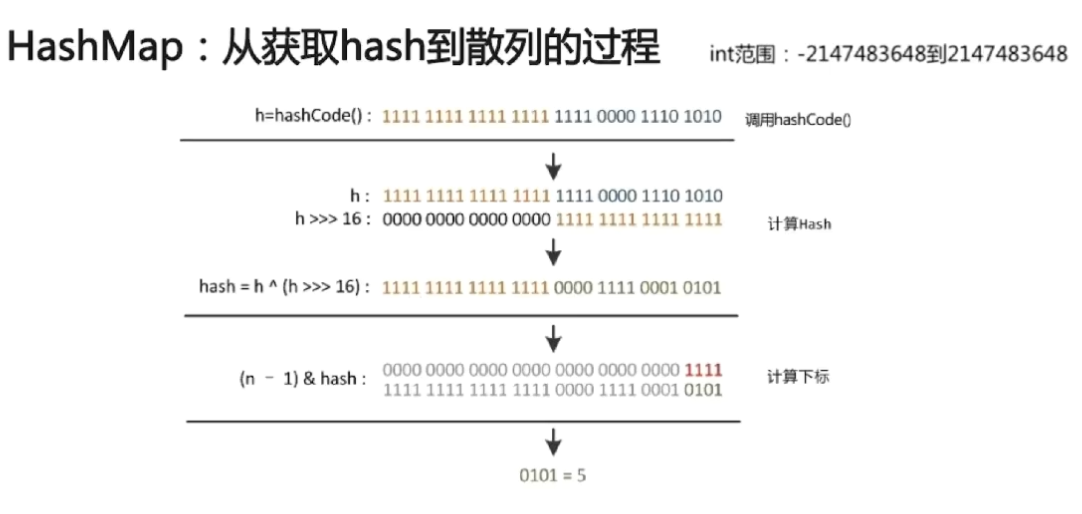 HashMap：从获取hash到散列的过程
int范围：-2147483648到2147483648
h=hashCode()： 1111 1111 1111 1111 1111 0000 1110 1010 调用hashCode()
h： 1111 1111 1111 1111 1111 0000 1110 1010
h >>> 16： 0000 0000 0000 0000 1111 1111 1111 1111
计算Hash
hash = h ^ (h >>> 16)： 1111 1111 1111 1111 0000 1111 0001 0101
0000 0000 0000 0000 0000 0000 0000 1111
(n － 1) & hash： 计算下标
1111 1111 1111 1111 0000 1111 0001 0101
0101 = 5